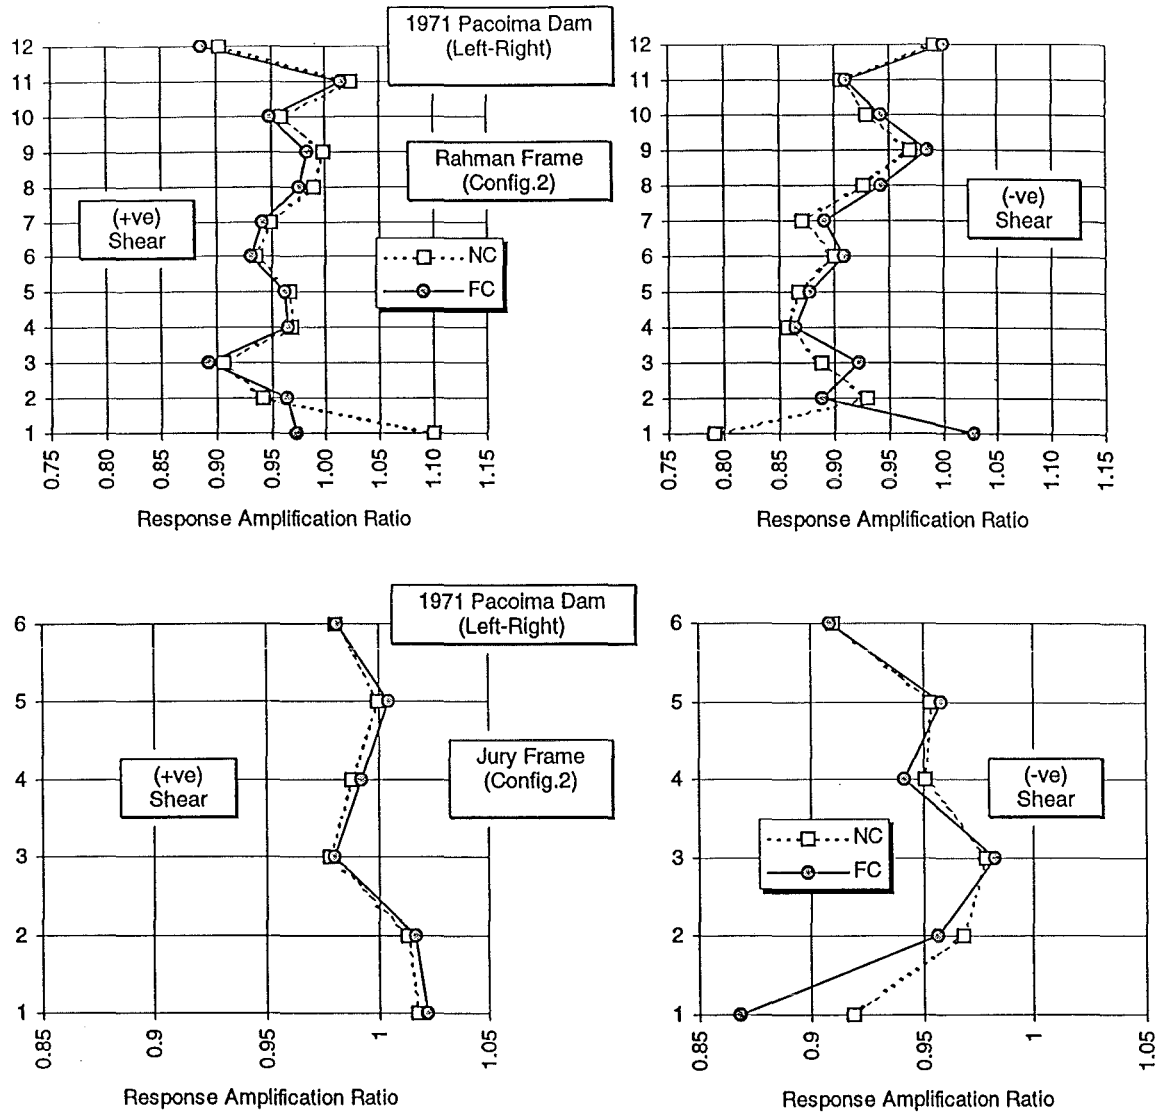 1971 Pacoima Dam
(Left-Right)
Rahman Frame
(Config.2)
(+ve)
Shear
NC
FC
12
11
10
9
8
7
6
5
4
3
2
1
0.75
0.80
0.85
0.90
0.95
1.00
1.05
1.10
1.15
Response Amplification Ratio
(-ve)
Shear
12
11
10
9
8
7
6
5
4
3
2
1
0.75
0.80
0.85
0.90
0.95
1.00
1.05
1.10
1.15
Response Amplification Ratio
1971 Pacoima Dam
(Left-Right)
Jury Frame
(Config.2)
(+ve)
Shear
6
5
4
3
2
1
0.85
0.9
0.95
1
1.05
Response Amplification Ratio
(-ve)
Shear
NC
FC
6
5
4
3
2
1
0.85
0.9
0.95
1
1.05
Response Amplification Ratio